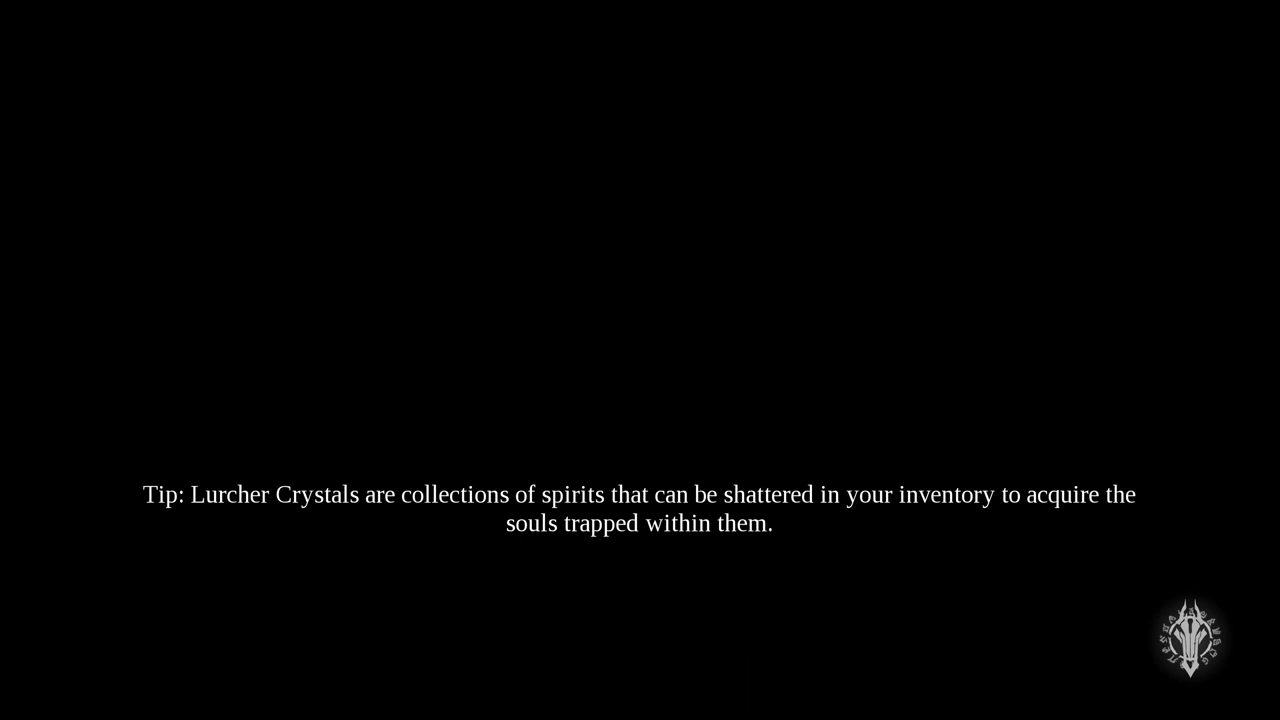 Tip: Lurcher Crystals are collections of spirits that can be shattered in your inventory to acquire the
souls trapped within them.